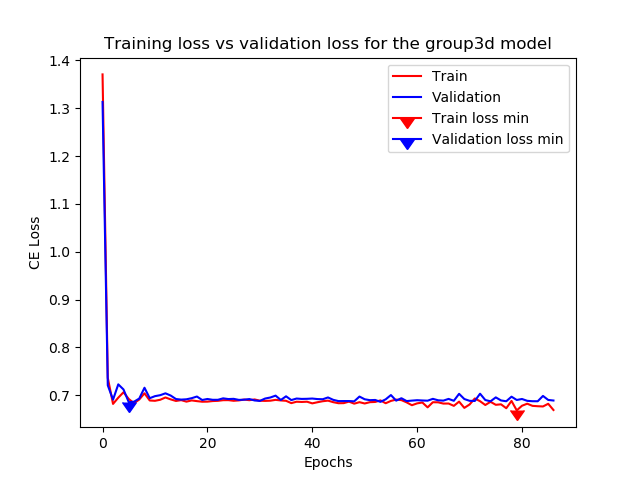 Training loss vs validation loss for the group3d model
1.4
1.3
1.2
1.1
1.0
0.9
0.8
0.7
CE Loss
Train
Validation
Train loss min
Validation loss min
0 20 40 60 80
Epochs